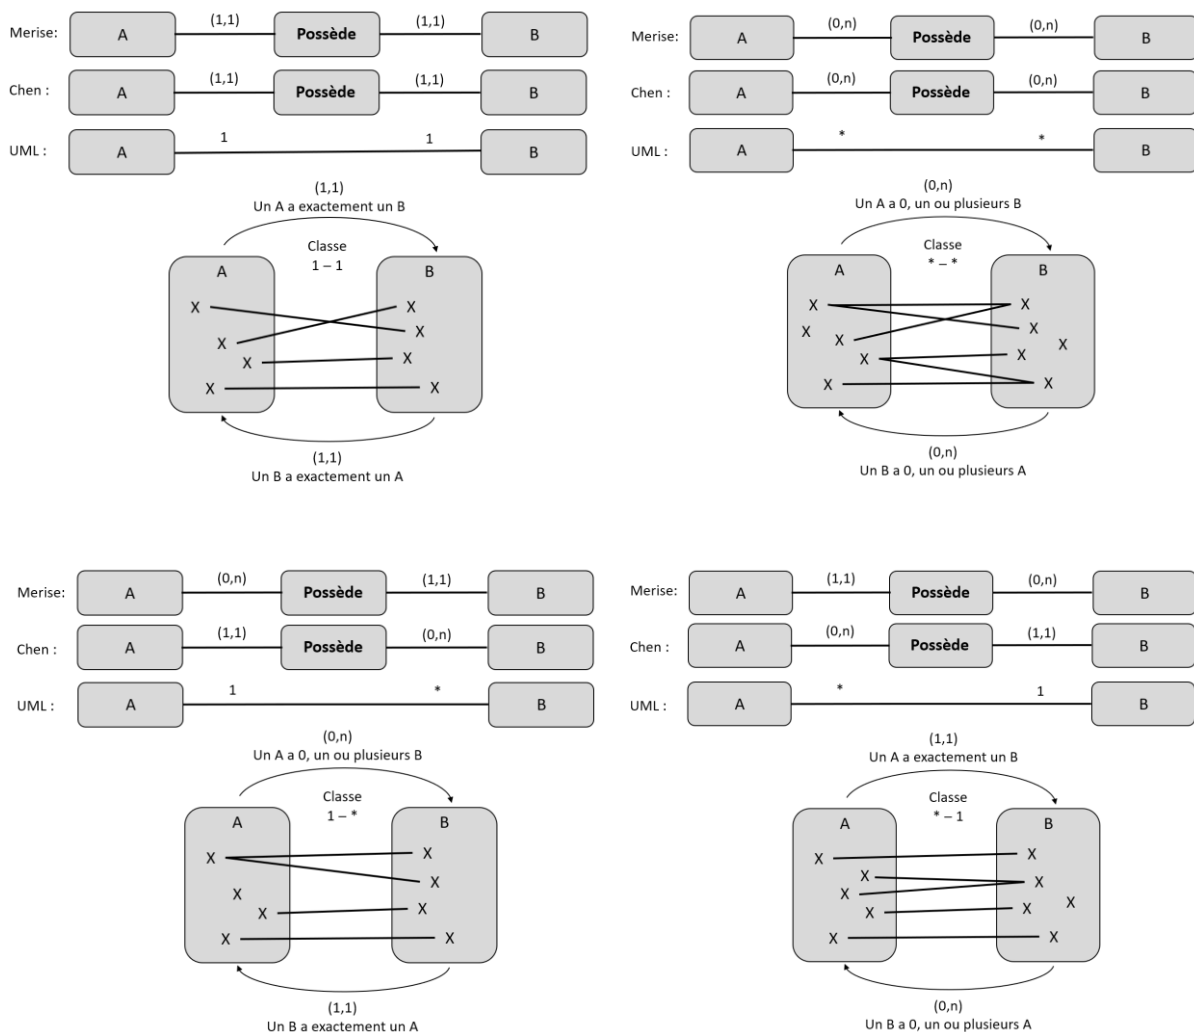 Merise: A (1,1) Possède (1,1) B
Chen : A (1,1) Possède (1,1) B
UML : A 1 1 B
(1,1)
Un A a exactement un B
Classe
1 – 1
A B
X X
X X
X X
X X
(1,1)
Un B a exactement un A
Merise: A (0,n) Possède (0,n) B
Chen : A (0,n) Possède (0,n) B
UML : A * * B
(0,n)
Un A a 0, un ou plusieurs B
Classe
* – *
A B
X X
X X X
X X
X X
X X
(0,n)
Un B a 0, un ou plusieurs A
Merise: A (0,n) Possède (1,1) B
Chen : A (1,1) Possède (0,n) B
UML : A 1 * B
(0,n)
Un A a 0, un ou plusieurs B
Classe
1 – *
A B
X X
X X
X X
X X
(1,1)
Un B a exactement un A
Merise: A (1,1) Possède (0,n) B
Chen : A (0,n) Possède (1,1) B
UML : A * 1 B
(1,1)
Un A a exactement un B
Classe
* – 1
A B
X X
X X
X X
X X
X X
(0,n)
Un B a 0, un ou plusieurs A